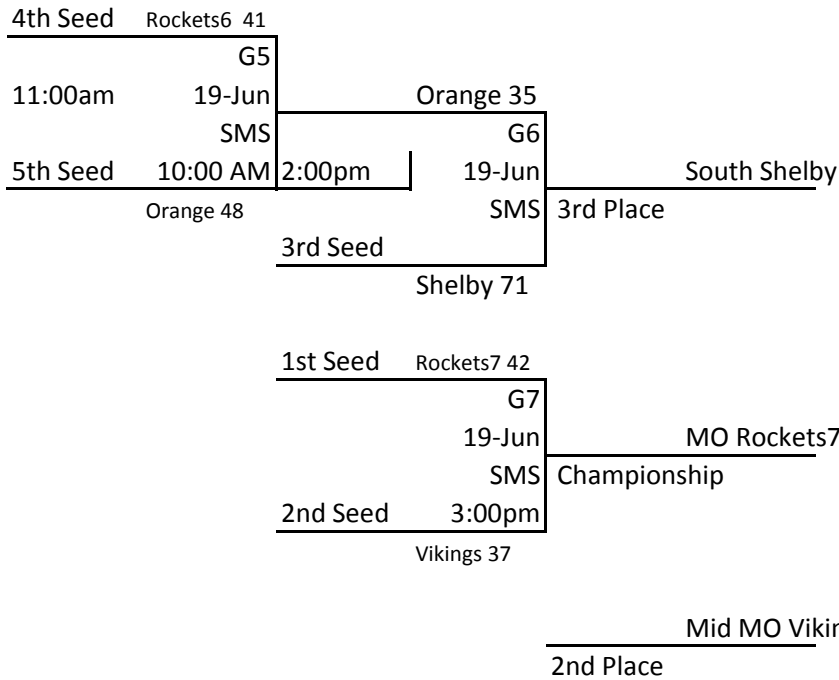 4th Seed Rockets6 41
G5
11:00am 19-Jun Orange 35
SMS G6
5th Seed 10:00 AM 2:00pm 19-Jun South Shelby
Orange 48 SMS 3rd Place
3rd Seed
Shelby 71
1st Seed Rockets7 42
G7
19-Jun MO Rockets7
SMS Championship
2nd Seed 3:00pm
Vikings 37
Mid MO
2nd Place